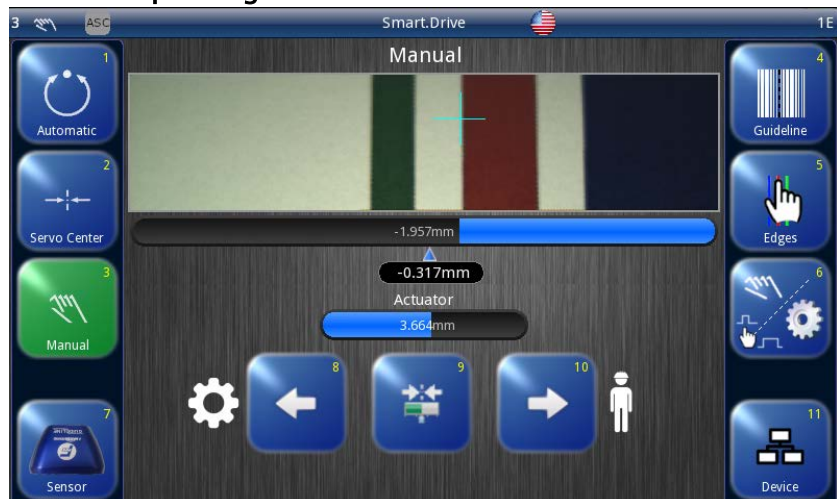 3 ASC Smart.Drive 1E
Manual
1
Automatic
2
Servo Center
3
Manual
7
Sensor
-1.957mm
-0.317mm
Actuator
3.664mm
8
9
10
4
Guideline
5
Edges
6
11
Device